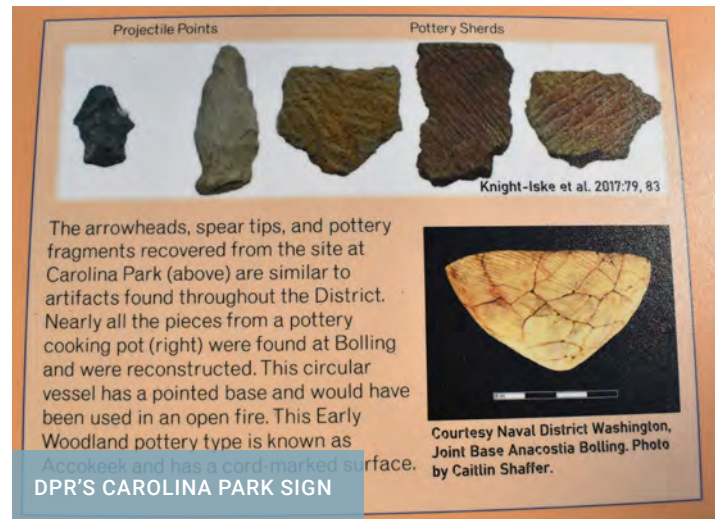 Projectile Points
Pottery Sherds
Knight-Iske et al. 2017:79, 83
The arrowheads, spear tips, and pottery
fragments recovered from the site at
Carolina Park (above) are similar to
artifacts found throughout the District.
Nearly all the pieces from a pottery
cooking pot (right) were found at Bolling
and were reconstructed. This circular
vessel has a pointed base and would have
been used in an open fire. This Early
Woodland pottery type is known as
Accokeek and has a cord-marked surface.
Courtesy Naval District Washington,
Joint Base Anacostia Bolling. Photo
by Caitlin Shaffer.
DPR'S CAROLINA PARK SIGN